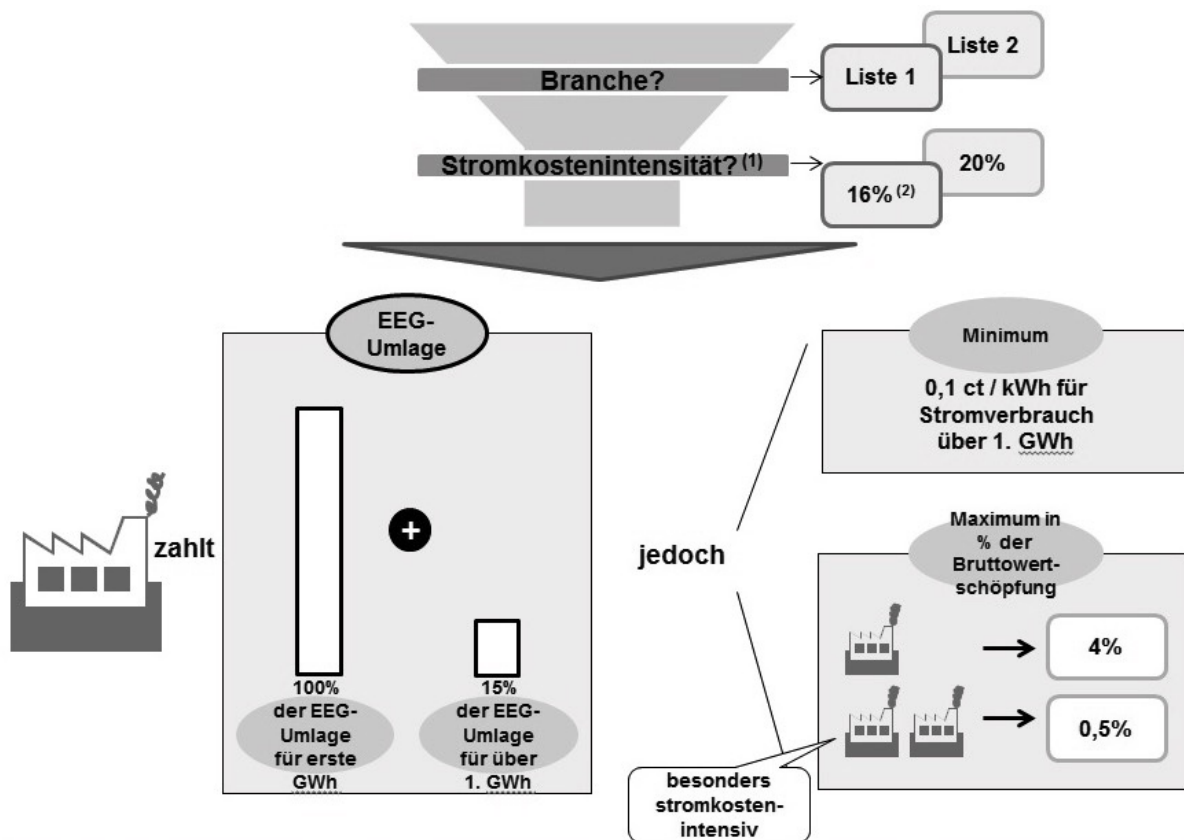 Liste 2
Branche?
Liste 1
Stromkostenintensität? (1)
20%
16% (2)
EEG-
Umlage
zahlt
+
100%
der EEG-
Umlage
für erste
GWh
15%
der EEG-
Umlage
für über
1. GWh
jedoch
Minimum
0,1 ct / kWh für
Stromverbrauch
über 1. GWh
Maximum in
% der
Bruttowert-
schöpfung
4%
0,5%
besonders
stromkosten-
intensiv